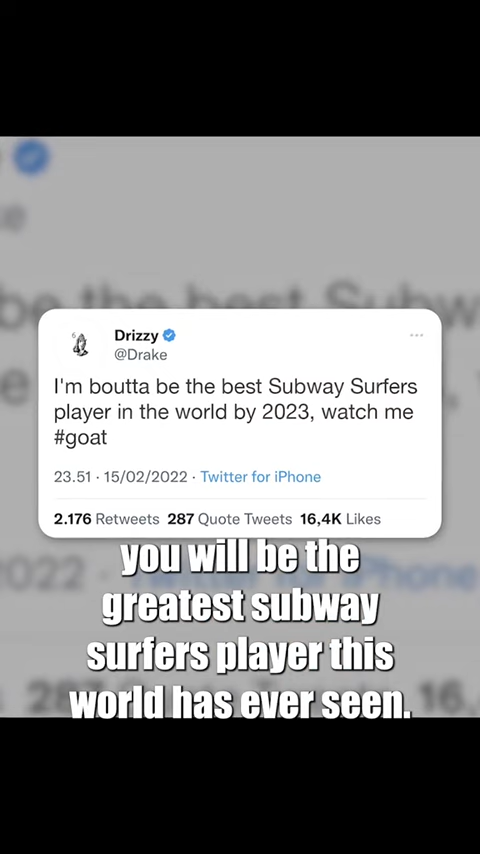 Drizzy
@Drake
I'm boutta be the best Subway Surfers
player in the world by 2023, watch me
#goat
23.51 · 15/02/2022 · Twitter for iPhone
2.176 Retweets 287 Quote Tweets 16,4K Likes
you will be the
greatest subway
surfers player this
world has ever seen.